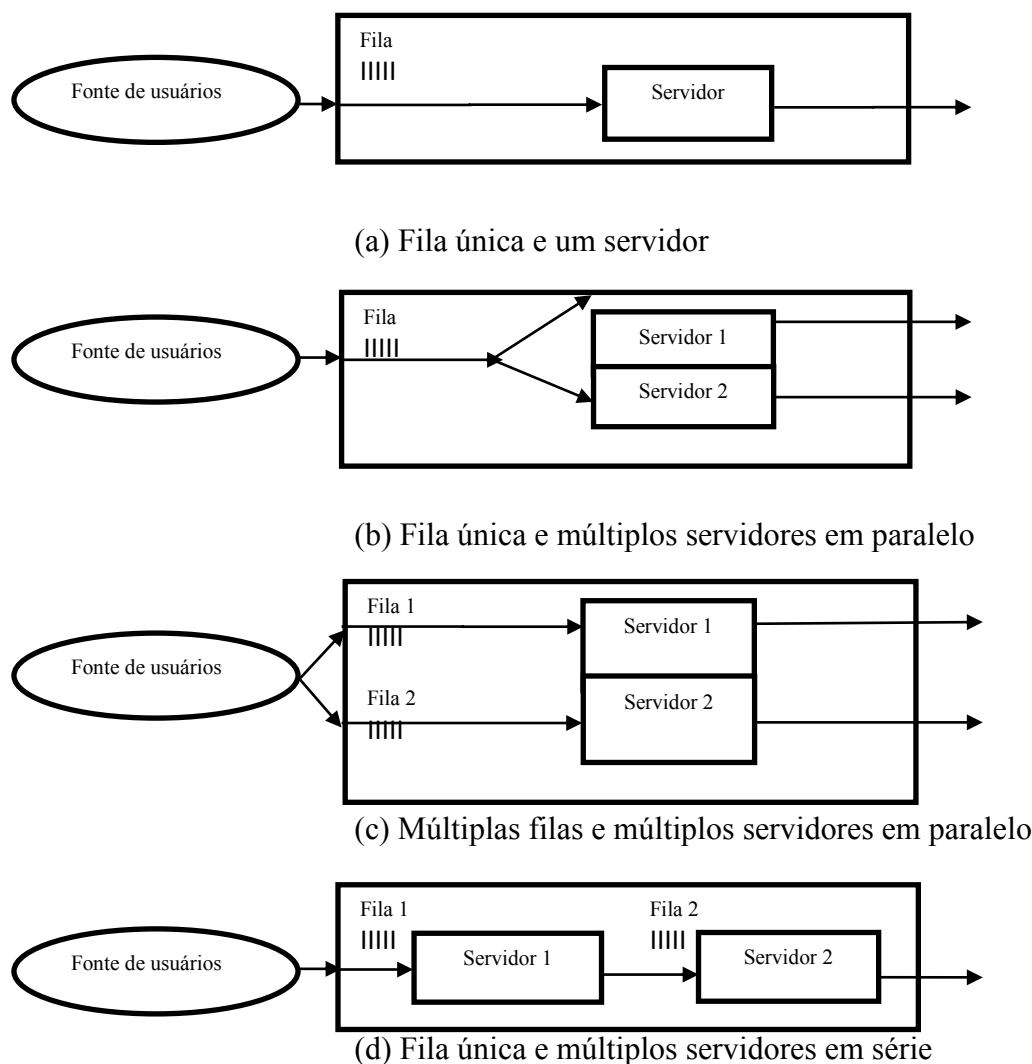 Fila
Fonte de usuários
Servidor
(a) Fila única e um servidor
Fila
Fonte de usuários
Servidor 1
Servidor 2
(b) Fila única e múltiplos servidores em paralelo
Fila 1
Servidor 1
Fonte de usuários
Fila 2
Servidor 2
(c) Múltiplas filas e múltiplos servidores em paralelo
Fila 1
Fila 2
Fonte de usuários
Servidor 1
Servidor 2
(d) Fila única e múltiplos servidores em série